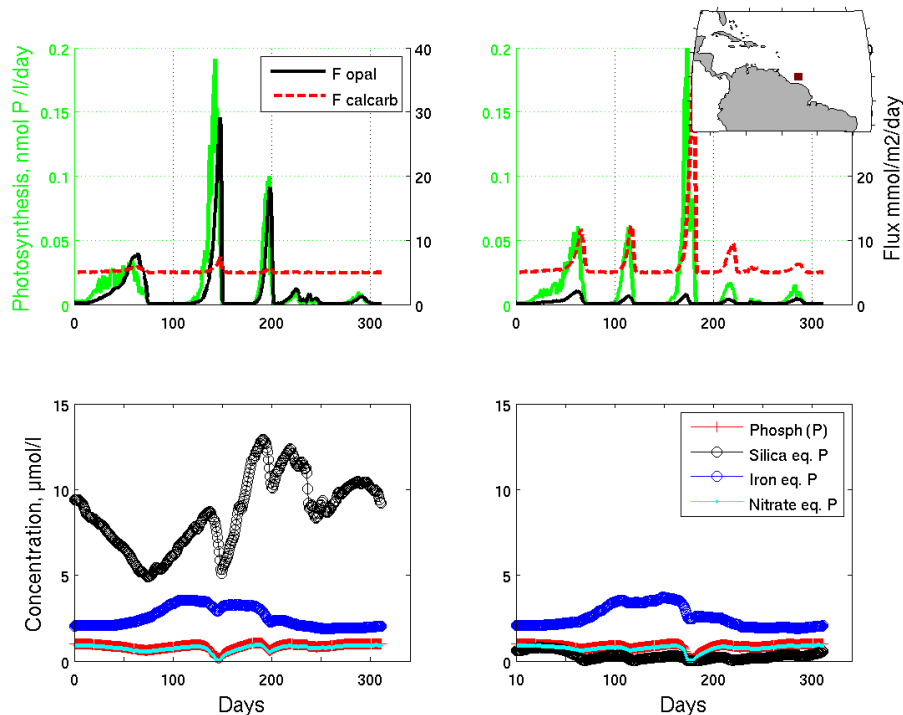 0.2
0.15
0.1
0.05
0
40
30
20
10
0
F opal
F calcarb
Photosynthesis, nmol P /l/day
0 100 200 300
0.2
0.15
0.1
0.05
0
0
20
10
0
Flux mmol/m2/day
0 100 200 300
15
10
5
0
Concentration, μmol/l
0 100 200 300
Days
15
10
5
0
Phosph (P)
Silica eq. P
Iron eq. P
Nitrate eq. P
10 100 200 300
Days